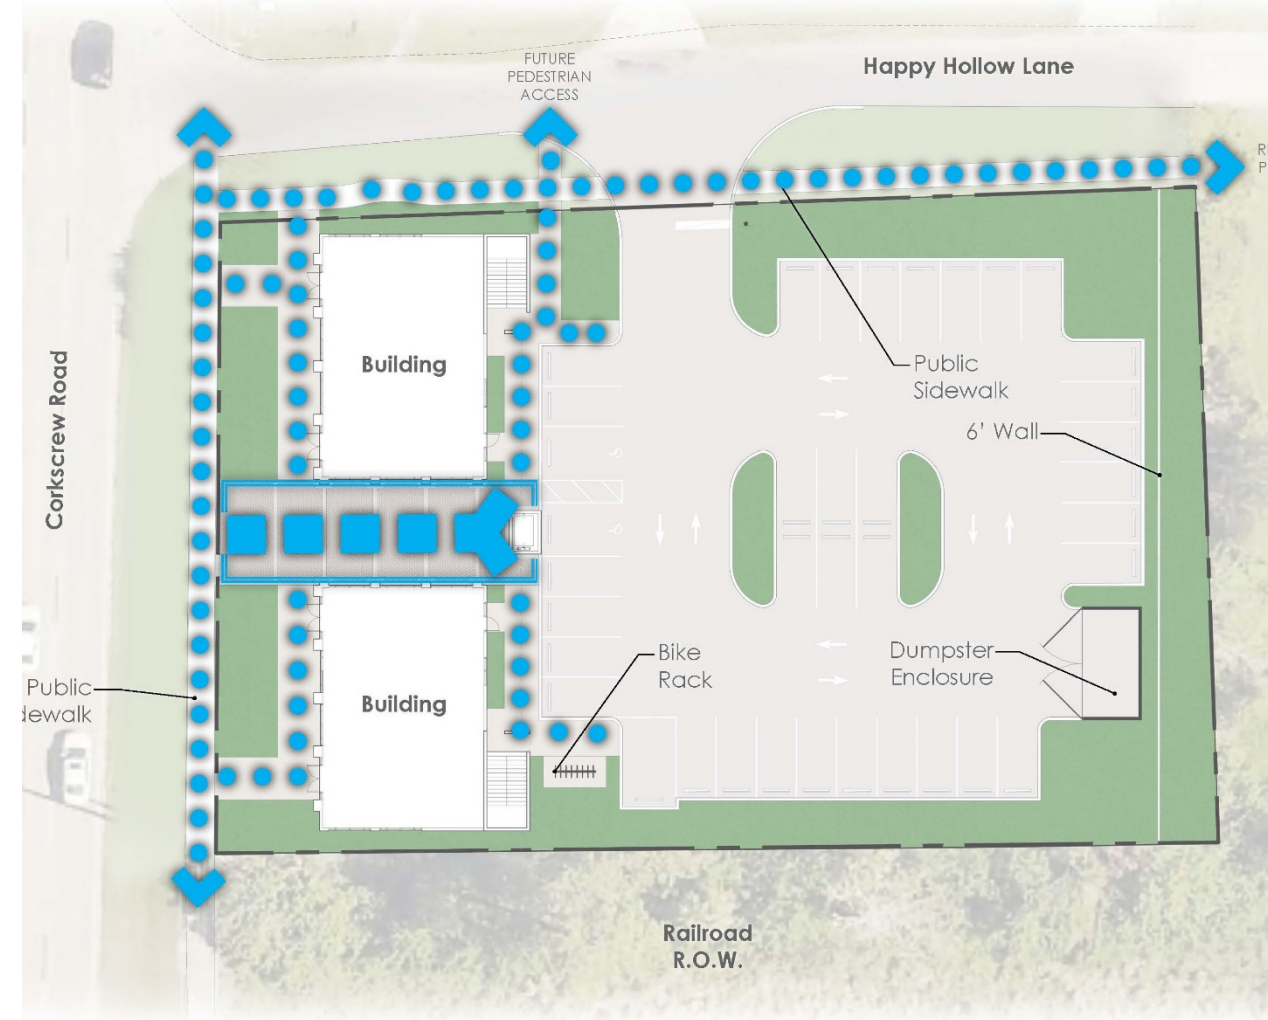 FUTURE
PEDESTRIAN
ACCESS
Happy Hollow Lane
R
P
Building
Public
Sidewalk
Corkscrew Road
6' Wall
Bike
Rack
Dumpster
Enclosure
Public
dewalk
Building
Railroad
R.O.W.